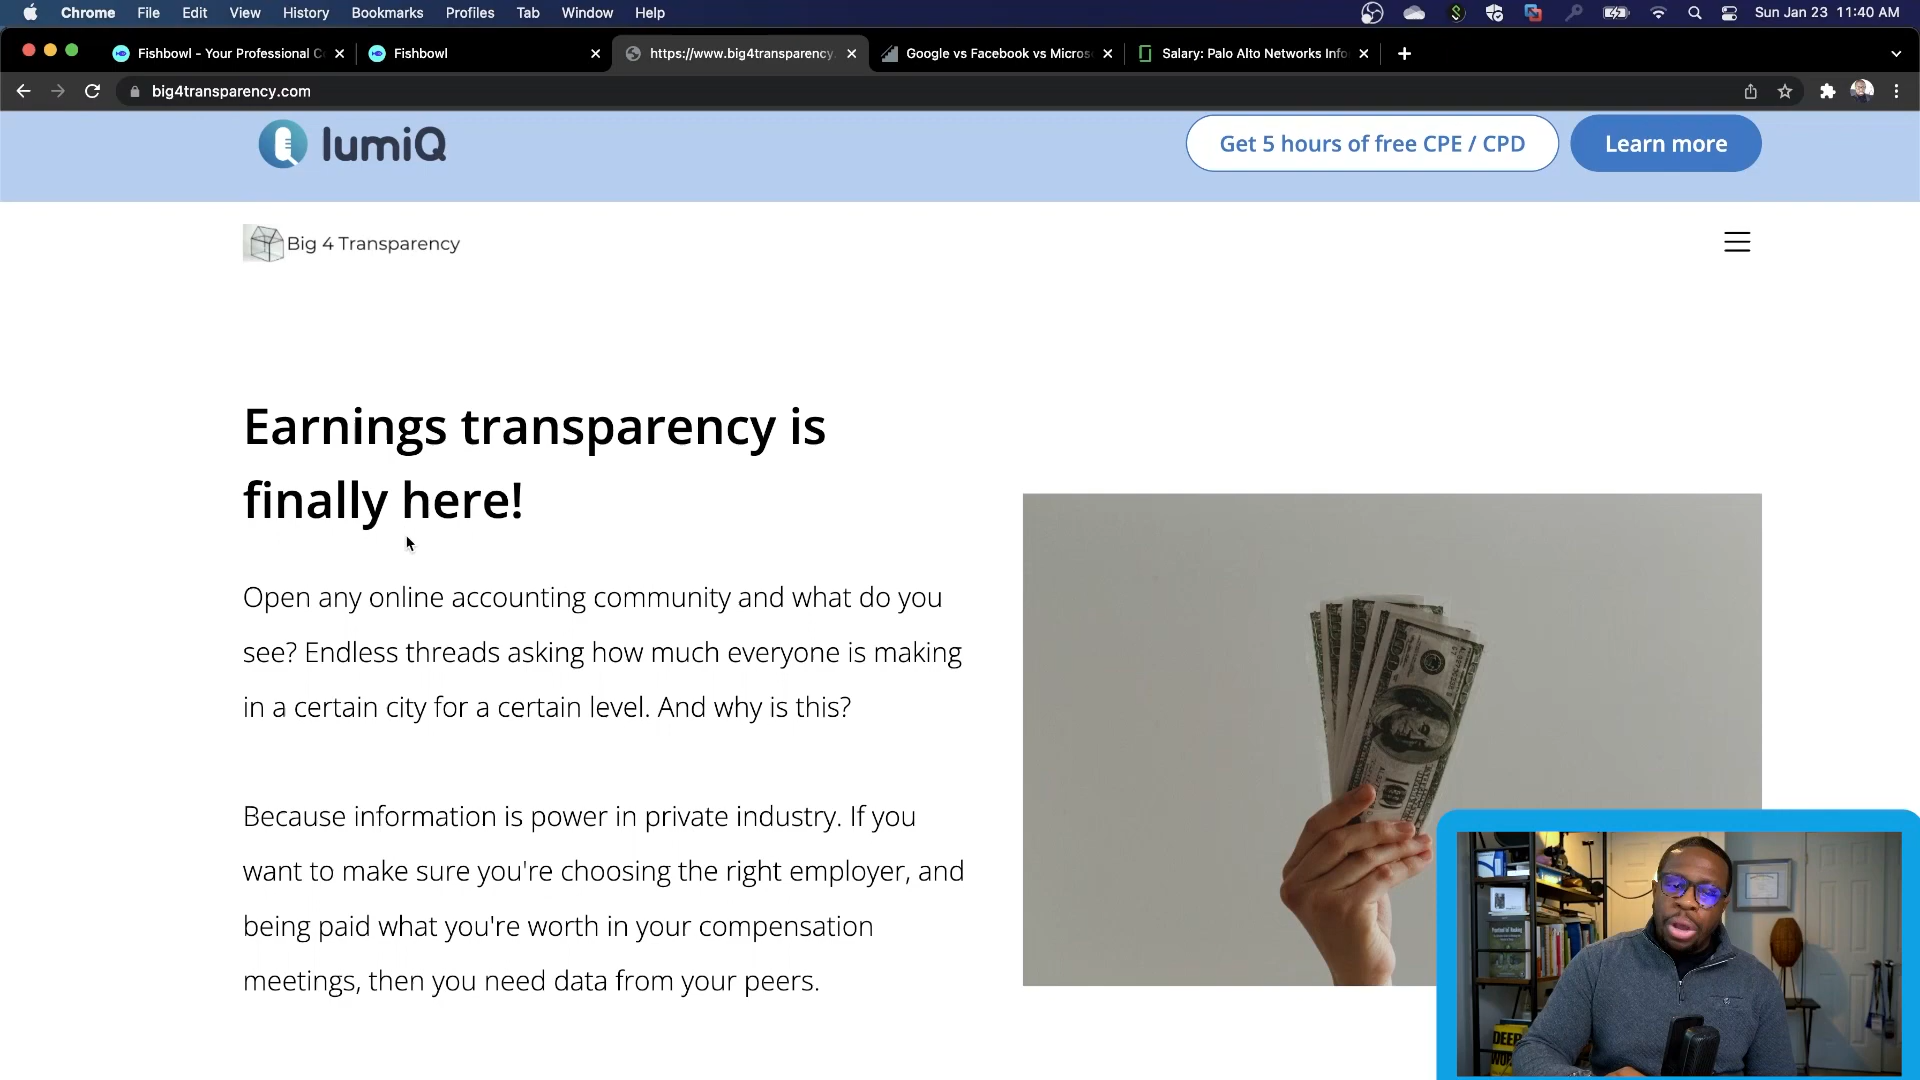 Chrome File Edit View History Bookmarks Profiles Tab Window Help Sun Jan 23 11:40 AM
Fishbowl - Your Professional C Fishbowl https://www.big4transparency. Google vs Facebook vs Micros Salary: Palo Alto Networks Info
big4transparency.com
lumiQ Get 5 hours of free CPE / CPD Learn more
Big 4 Transparency
Earnings transparency is
finally here!
Open any online accounting community and what do you
see? Endless threads asking how much everyone is making
in a certain city for a certain level. And why is this?
Because information is power in private industry. If you
want to make sure you're choosing the right employer, and
being paid what you're worth in your compensation
meetings, then you need data from your peers.
DEEP